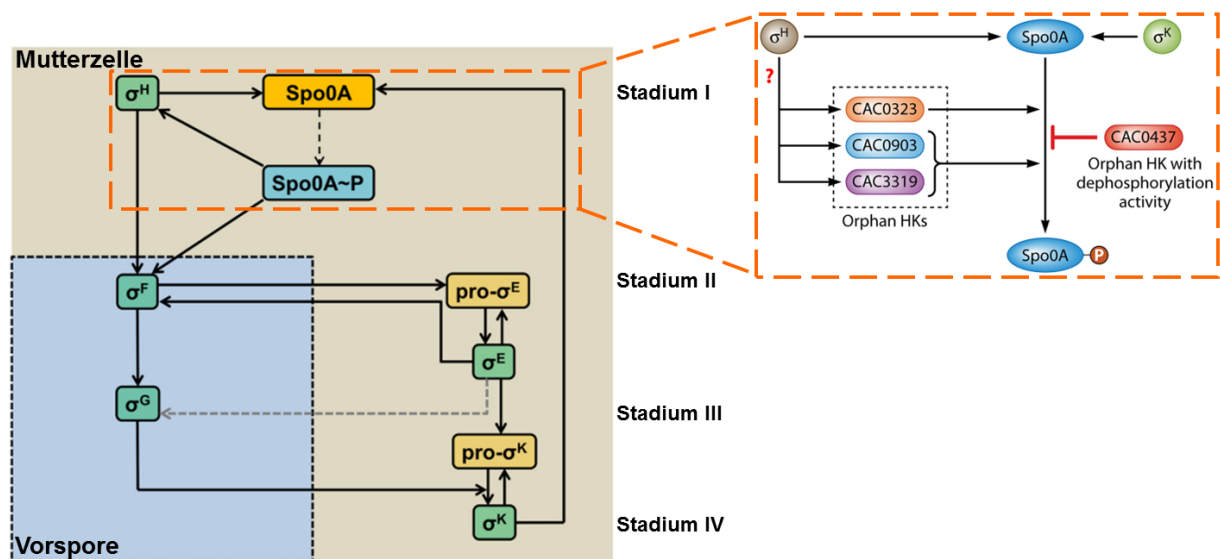 Mutterzelle
σH
Spo0A
Spo0A~P
Stadium I
σF
pro-σE
Stadium II
σE
σG
Stadium III
pro-σK
σK
Stadium IV
Vorspore
σH
Spo0A
σK
?
CAC0323
CAC0903
CAC3319
Orphan HKs
CAC0437
Orphan HK with
dephosphorylation
activity
Spo0A
P